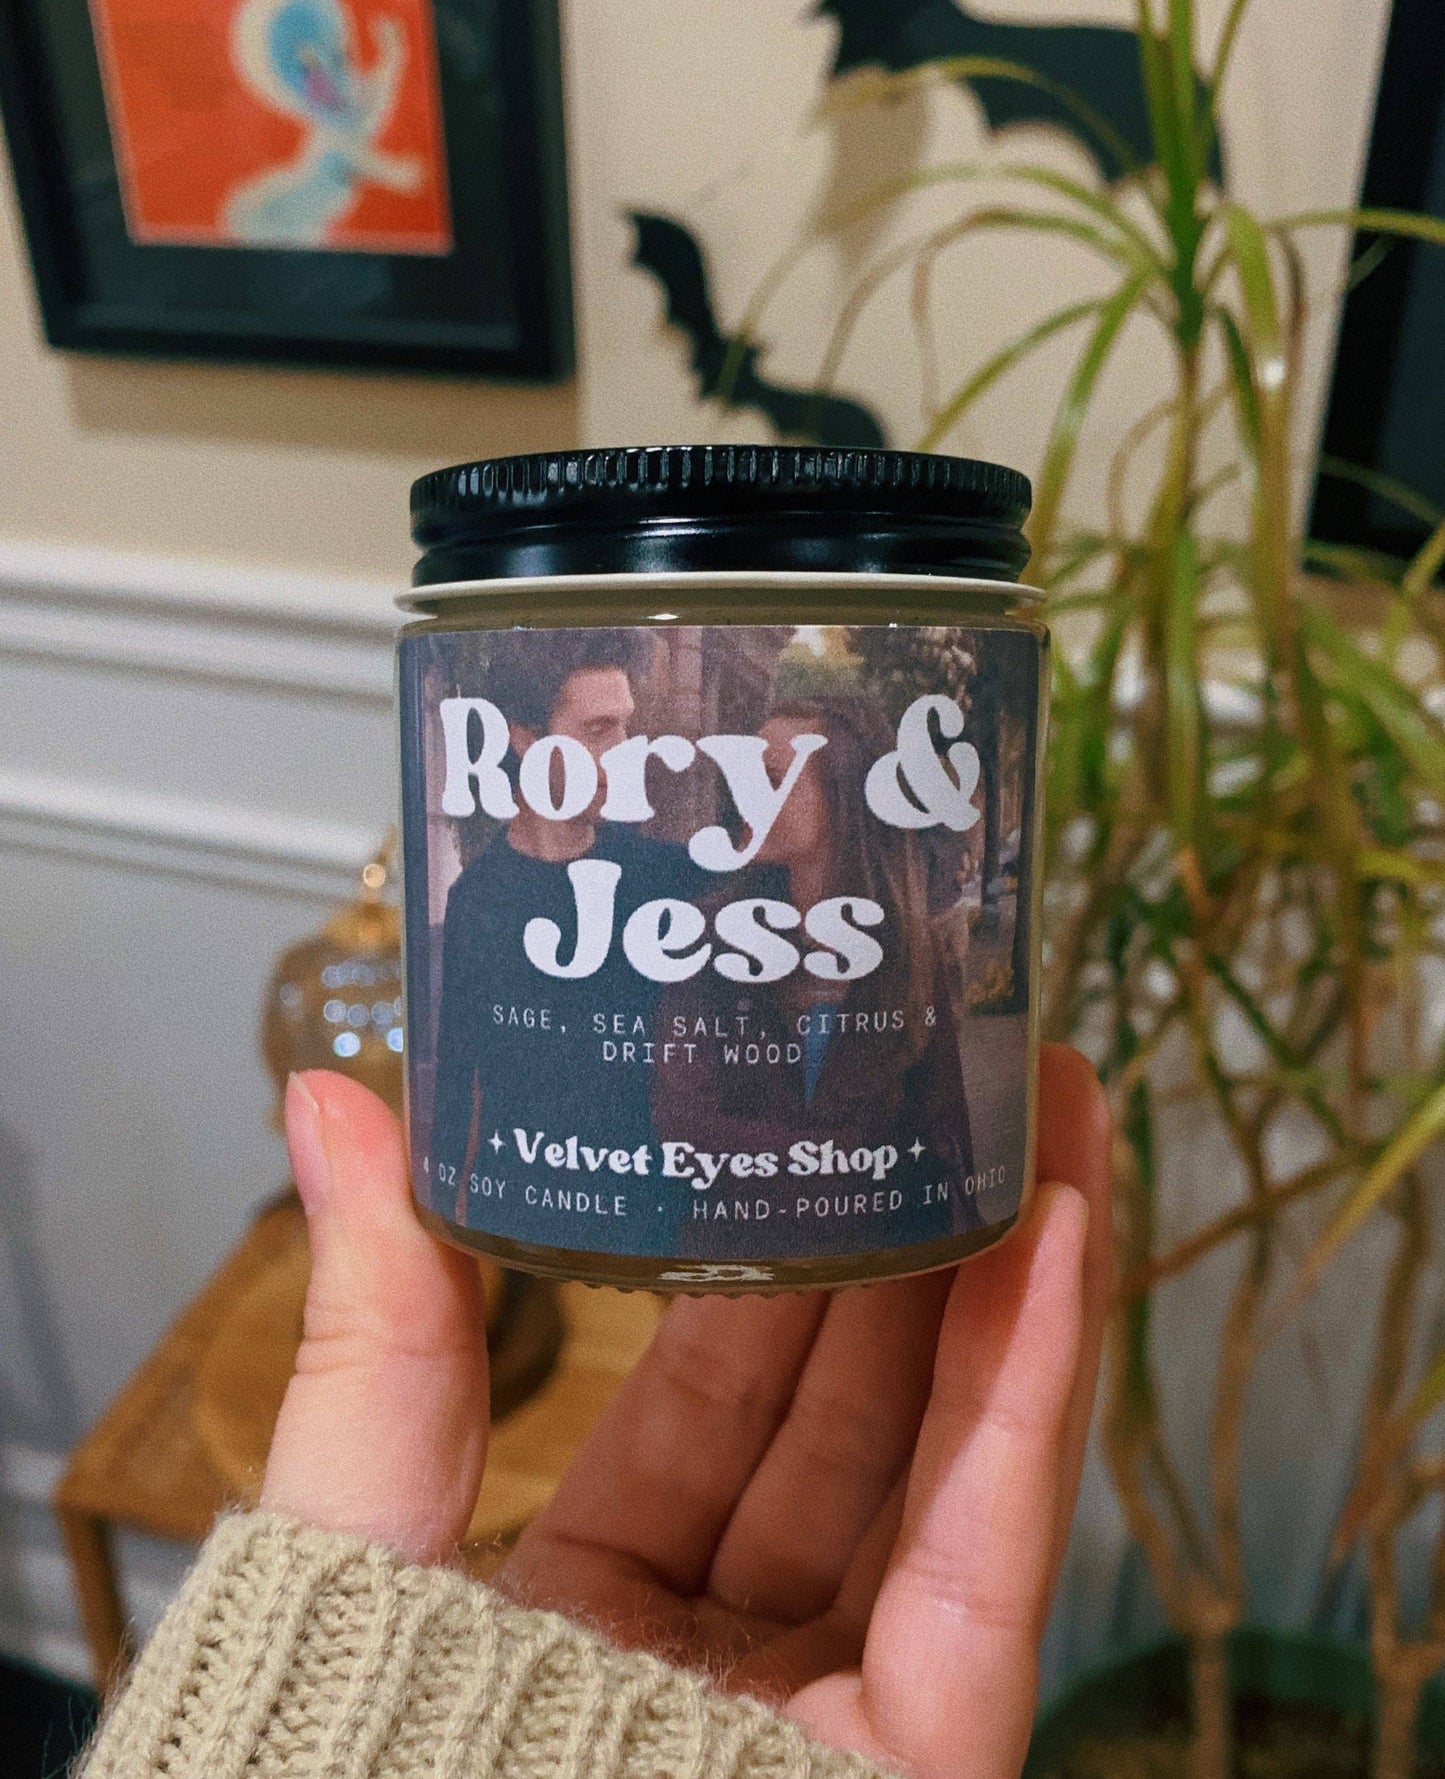 Rory &
Jess
SAGE, SEA SALT, CITRUS &
DRIFT WOOD
Velvet Eyes Shop
4 OZ SOY CANDLE · HAND-POURED IN OHIO